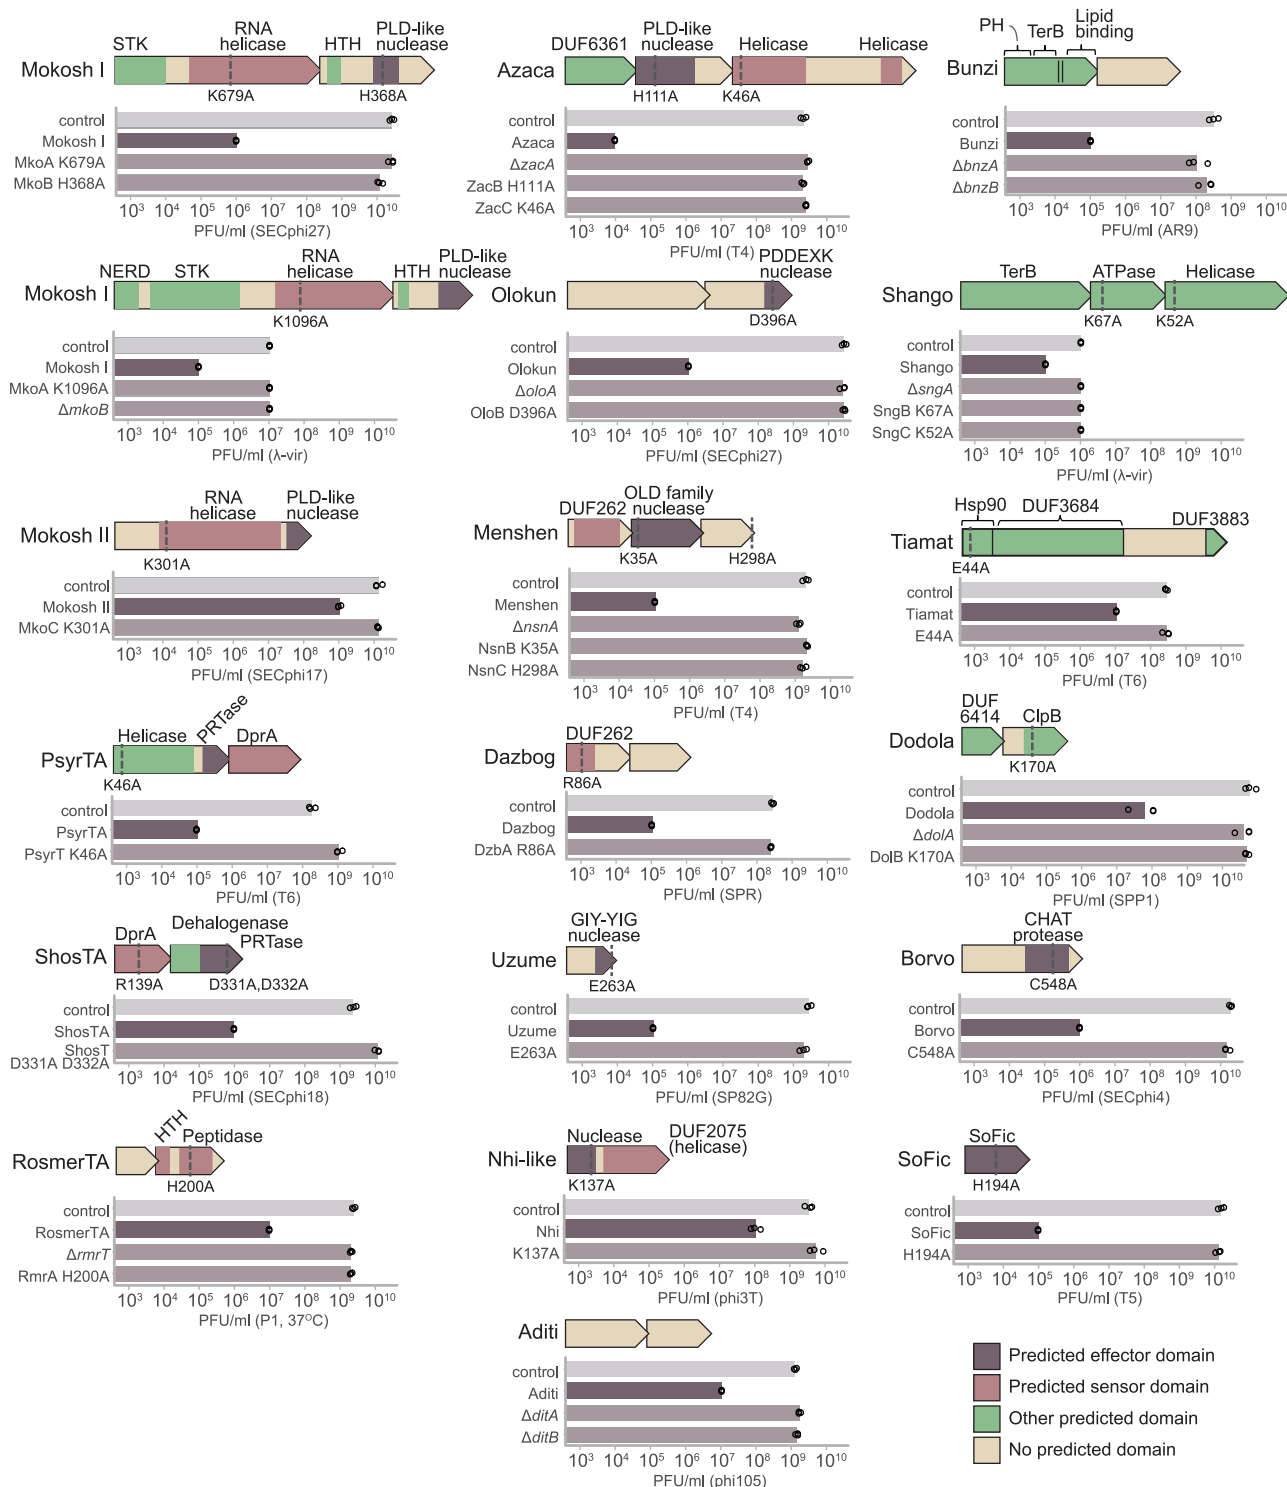 STK
RNA
helicase
HTH
PLD-like
nuclease
Mokosh I
K679A
H368A
control
Mokosh I
MkoA K679A
MkoB H368A
10³ 10⁴ 10⁵ 10⁶ 10⁷ 10⁸ 10⁹ 10¹⁰
PFU/ml (SECphi27)
DUF6361
PLD-like
nuclease
Helicase
Helicase
Azaca
H111A
K46A
control
Azaca
ΔzacA
ZacB H111A
ZacC K46A
10³ 10⁴ 10⁵ 10⁶ 10⁷ 10⁸ 10⁹ 10¹⁰
PFU/ml (T4)
PH
TerB
Lipid
binding
Bunzi
control
Bunzi
ΔbnzA
ΔbnzB
10³ 10⁴ 10⁵ 10⁶ 10⁷ 10⁸ 10⁹ 10¹⁰
PFU/ml (AR9)
NERD
STK
RNA
helicase
HTH
PLD-like
nuclease
Mokosh I
K1096A
control
Mokosh I
MkoA K1096A
ΔmkoB
10³ 10⁴ 10⁵ 10⁶ 10⁷ 10⁸ 10⁹ 10¹⁰
PFU/ml (λ-vir)
PDDEXK
nuclease
Olokun
D396A
control
Olokun
ΔoloA
OloB D396A
10³ 10⁴ 10⁵ 10⁶ 10⁷ 10⁸ 10⁹ 10¹⁰
PFU/ml (SECphi27)
TerB
ATPase
Helicase
Shango
K67A
K52A
control
Shango
ΔsngA
SngB K67A
SngC K52A
10³ 10⁴ 10⁵ 10⁶ 10⁷ 10⁸ 10⁹ 10¹⁰
PFU/ml (λ-vir)
RNA
helicase
PLD-like
nuclease
Mokosh II
K301A
control
Mokosh II
MkoC K301A
10³ 10⁴ 10⁵ 10⁶ 10⁷ 10⁸ 10⁹ 10¹⁰
PFU/ml (SECphi17)
DUF262
OLD family
nuclease
Menshen
K35A
H298A
control
Menshen
ΔnsnA
NsnB K35A
NsnC H298A
10³ 10⁴ 10⁵ 10⁶ 10⁷ 10⁸ 10⁹ 10¹⁰
PFU/ml (T4)
Hsp90
DUF3684
DUF3883
Tiamat
E44A
control
Tiamat
E44A
10³ 10⁴ 10⁵ 10⁶ 10⁷ 10⁸ 10⁹ 10¹⁰
PFU/ml (T6)
Helicase
PRTase
DprA
PsyrTA
K46A
control
PsyrTA
PsyrT K46A
10³ 10⁴ 10⁵ 10⁶ 10⁷ 10⁸ 10⁹ 10¹⁰
PFU/ml (T6)
DUF262
Dazbog
R86A
control
Dazbog
DzbA R86A
10³ 10⁴ 10⁵ 10⁶ 10⁷ 10⁸ 10⁹ 10¹⁰
PFU/ml (SPR)
DUF
6414
ClpB
Dodola
K170A
control
Dodola
ΔdolA
DolB K170A
10³ 10⁴ 10⁵ 10⁶ 10⁷ 10⁸ 10⁹ 10¹⁰
PFU/ml (SPP1)
DprA
Dehalogenase
PRTase
ShosTA
R139A
D331A,D332A
control
ShosTA
ShosT
D331A D332A
10³ 10⁴ 10⁵ 10⁶ 10⁷ 10⁸ 10⁹ 10¹⁰
PFU/ml (SECphi18)
GIY-YIG
nuclease
Uzume
E263A
control
Uzume
E263A
10³ 10⁴ 10⁵ 10⁶ 10⁷ 10⁸ 10⁹ 10¹⁰
PFU/ml (SP82G)
CHAT
protease
Borvo
C548A
control
Borvo
C548A
10³ 10⁴ 10⁵ 10⁶ 10⁷ 10⁸ 10⁹ 10¹⁰
PFU/ml (SECphi4)
HTH
Peptidase
RosmerTA
H200A
control
RosmerTA
ΔrmrT
RmrA H200A
10³ 10⁴ 10⁵ 10⁶ 10⁷ 10⁸ 10⁹ 10¹⁰
PFU/ml (P1, 37°C)
Nuclease
DUF2075
(helicase)
Nhi-like
K137A
control
Nhi
K137A
10³ 10⁴ 10⁵ 10⁶ 10⁷ 10⁸ 10⁹ 10¹⁰
PFU/ml (phi3T)
SoFic
SoFic
H194A
control
SoFic
H194A
10³ 10⁴ 10⁵ 10⁶ 10⁷ 10⁸ 10⁹ 10¹⁰
PFU/ml (T5)
Aditi
control
Aditi
ΔditA
ΔditB
10³ 10⁴ 10⁵ 10⁶ 10⁷ 10⁸ 10⁹ 10¹⁰
PFU/ml (phi105)
Predicted effector domain
Predicted sensor domain
Other predicted domain
No predicted domain